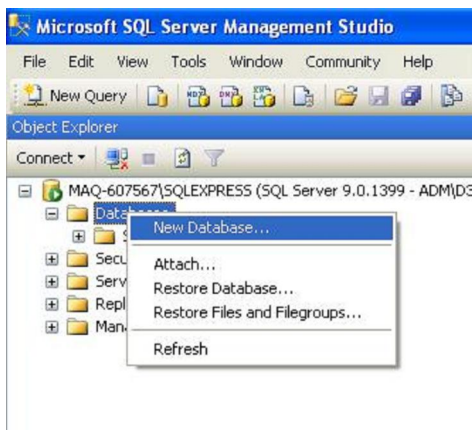 Microsoft SQL Server Management Studio
File Edit View Tools Window Community Help
New Query
Object Explorer
Connect
MAQ-607567\SQLEXPRESS (SQL Server 9.0.1399 - ADM\D3
New Database...
Attach...
Restore Database...
Restore Files and Filegroups...
Refresh